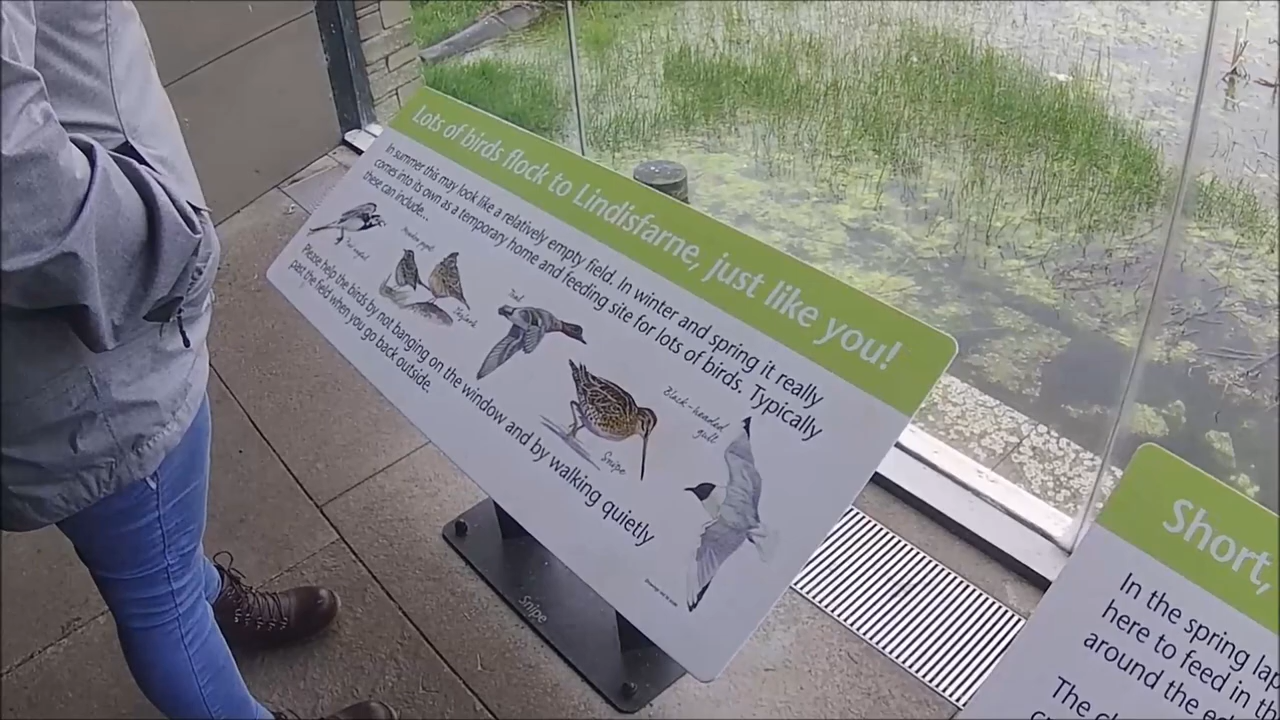 Lots of birds flock to Lindisfarne, just like you!
In summer this may look like a relatively empty field. In winter and spring it really
comes into its own as a temporary home and feeding site for lots of birds. Typically
these can include...
Teal
Snipe
Black-headed
gull
Please help the birds by not banging on the window and by walking quietly
past the field when you go back outside.
Snipe
Short,
In the spring lap
here to feed in th
around the e
The